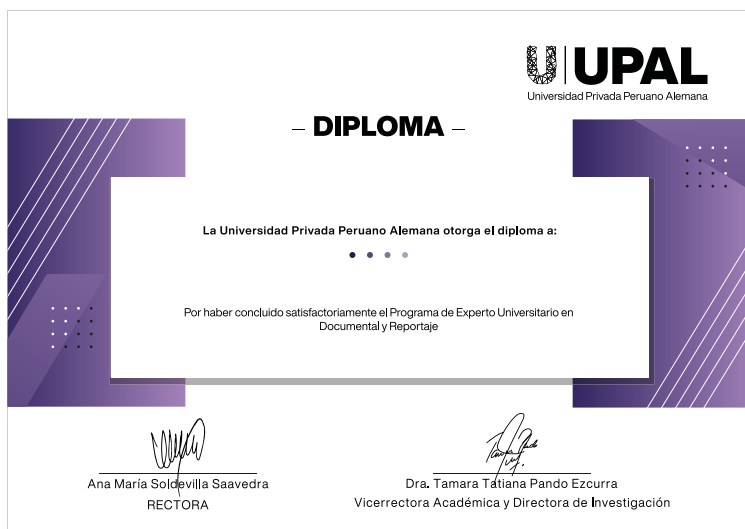 UPAL
Universidad Privada Peruano Alemana
– DIPLOMA –
La Universidad Privada Peruano Alemana otorga el diploma a:
Por haber concluido satisfactoriamente el Programa de Experto Universitario en
Documental y Reportaje
Ana María Soldevilla Saavedra
RECTORA
Dra. Tamara Tatiana Pando Ezcurra
Vicerrectora Académica y Directora de Investigación